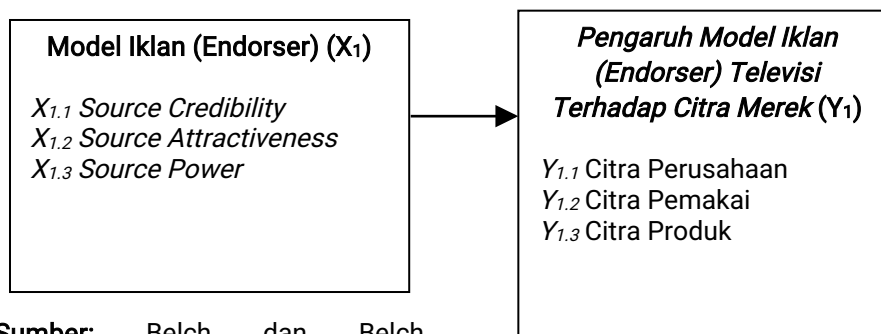 Model Iklan (Endorser) (X₁)
X₁.₁ Source Credibility
X₁.₂ Source Attractiveness
X₁.₃ Source Power
Pengaruh Model Iklan
(Endorser) Televisi
Terhadap Citra Merek (Y₁)
Y₁.₁ Citra Perusahaan
Y₁.₂ Citra Pemakai
Y₁.₃ Citra Produk
Sumber: Belch dan Belch